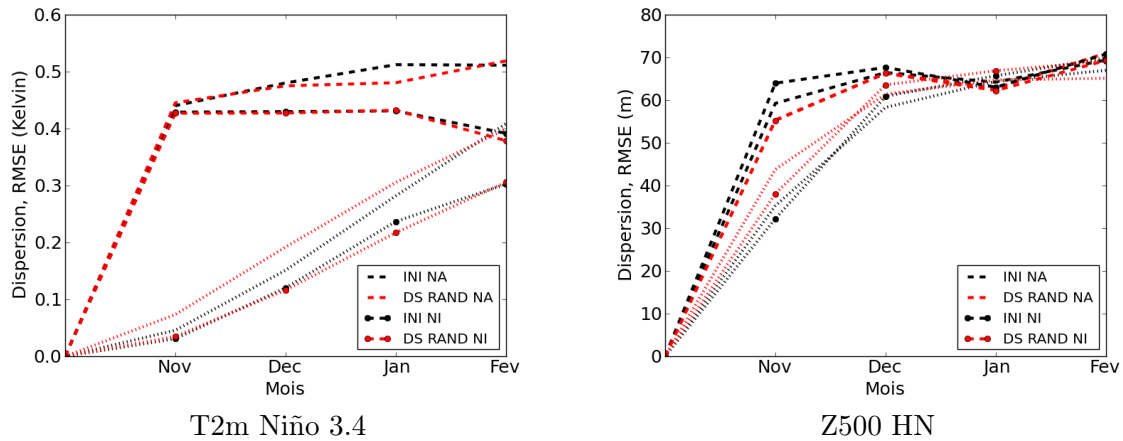 0.6
0.5
0.4
0.3
0.2
0.1
0.0
Dispersion, RMSE (Kelvin)
Nov
Dec
Jan
Fev
Mois
INI NA
DS RAND NA
INI NI
DS RAND NI
T2m Niño 3.4
80
70
60
50
40
30
20
10
0
Dispersion, RMSE (m)
Nov
Dec
Jan
Fev
Mois
INI NA
DS RAND NA
INI NI
DS RAND NI
Z500 HN